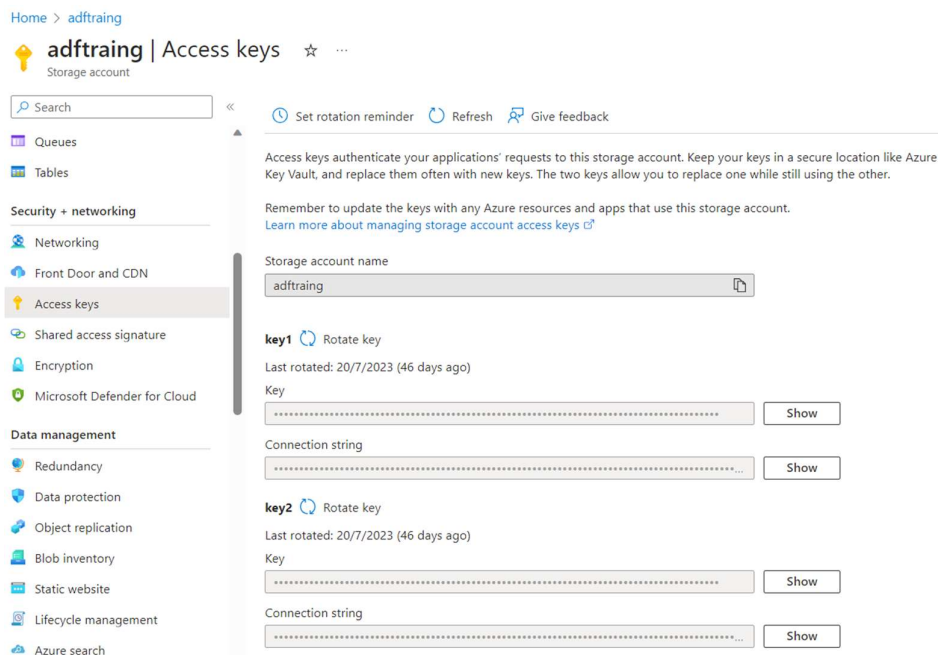 Home > adftraing
adftraing | Access keys ☆ ...
Storage account
Search «
Queues
Tables
Security + networking
Networking
Front Door and CDN
Access keys
Shared access signature
Encryption
Microsoft Defender for Cloud
Data management
Redundancy
Data protection
Object replication
Blob inventory
Static website
Lifecycle management
Azure search
Set rotation reminder Refresh Give feedback
Access keys authenticate your applications' requests to this storage account. Keep your keys in a secure location like Azure
Key Vault, and replace them often with new keys. The two keys allow you to replace one while still using the other.
Remember to update the keys with any Azure resources and apps that use this storage account.
Learn more about managing storage account access keys
Storage account name
adftraing
key1 Rotate key
Last rotated: 20/7/2023 (46 days ago)
Key
Show
Connection string
... Show
key2 Rotate key
Last rotated: 20/7/2023 (46 days ago)
Key
Show
Connection string
... Show